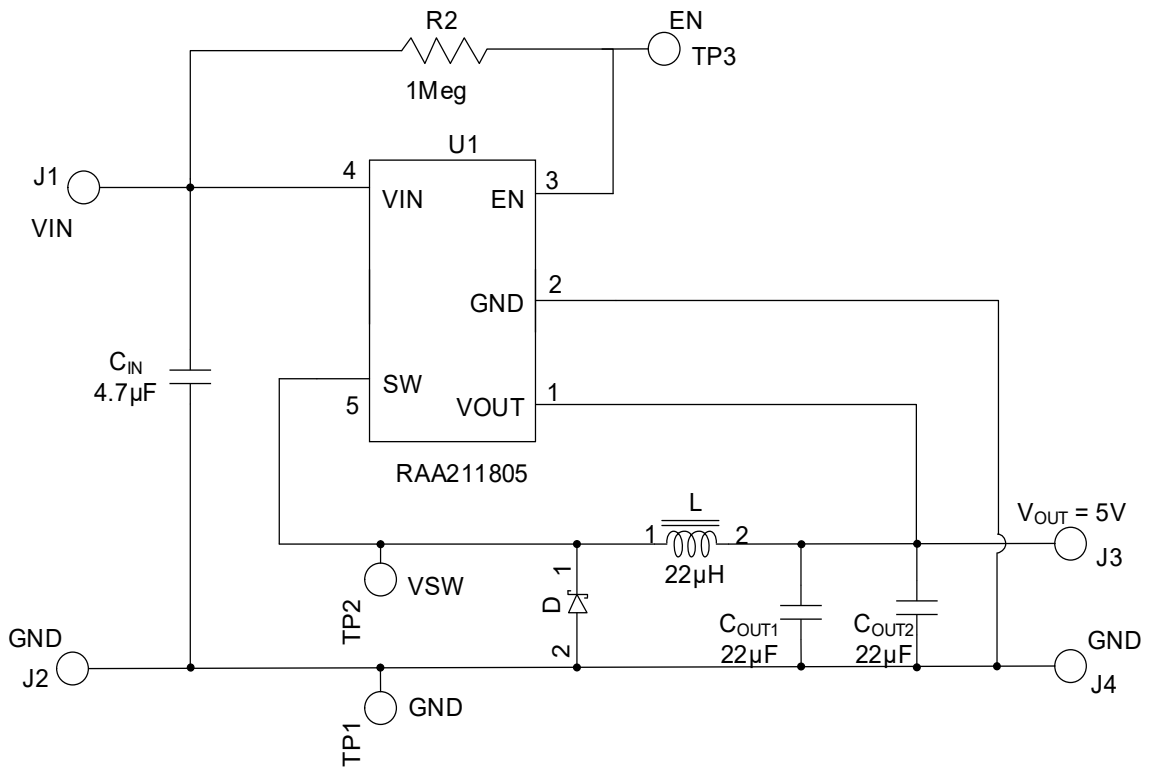 R2
EN
TP3
1Meg
U1
J1
4
3
VIN
EN
VIN
2
GND
C_IN
4.7µF
SW
5
VOUT
1
RAA211805
L
V_OUT = 5V
1
2
J3
22µH
1
VSW
D
TP2
C_OUT1
22µF
C_OUT2
22µF
GND
J2
2
GND
J4
GND
TP1